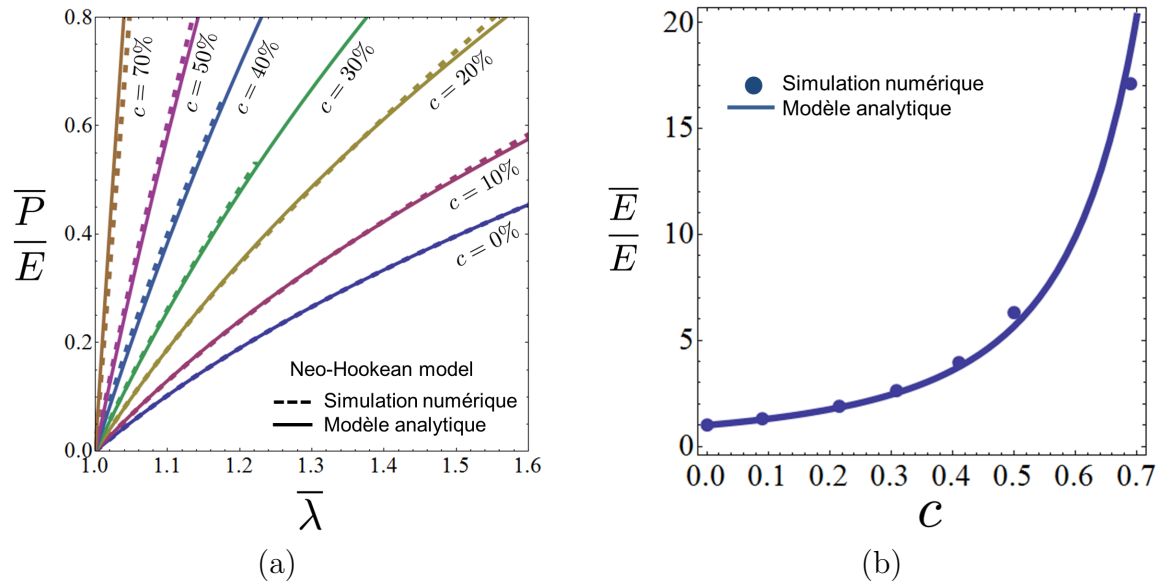 0.8
0.6
0.4
0.2
0.0
1.0 1.1 1.2 1.3 1.4 1.5 1.6
P̅
E̅
λ̅
c = 70%
c = 50%
c = 40%
c = 30%
c = 20%
c = 10%
c = 0%
Neo-Hookean model
Simulation numérique
Modèle analytique
(a)
20
15
10
5
0
0.0 0.1 0.2 0.3 0.4 0.5 0.6 0.7
E̅
E
c
Simulation numérique
Modèle analytique
(b)